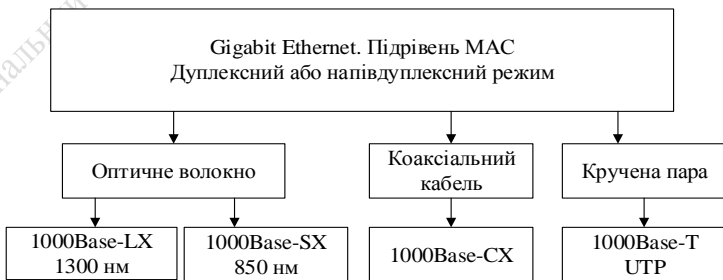 Gigabit Ethernet. Підрівень MAC
Дуплексний або напівдуплексний режим
Оптичне волокно
Коаксіальний
кабель
Кручена пара
1000Base-LX
1300 нм
1000Base-SX
850 нм
1000Base-CX
1000Base-T
UTP